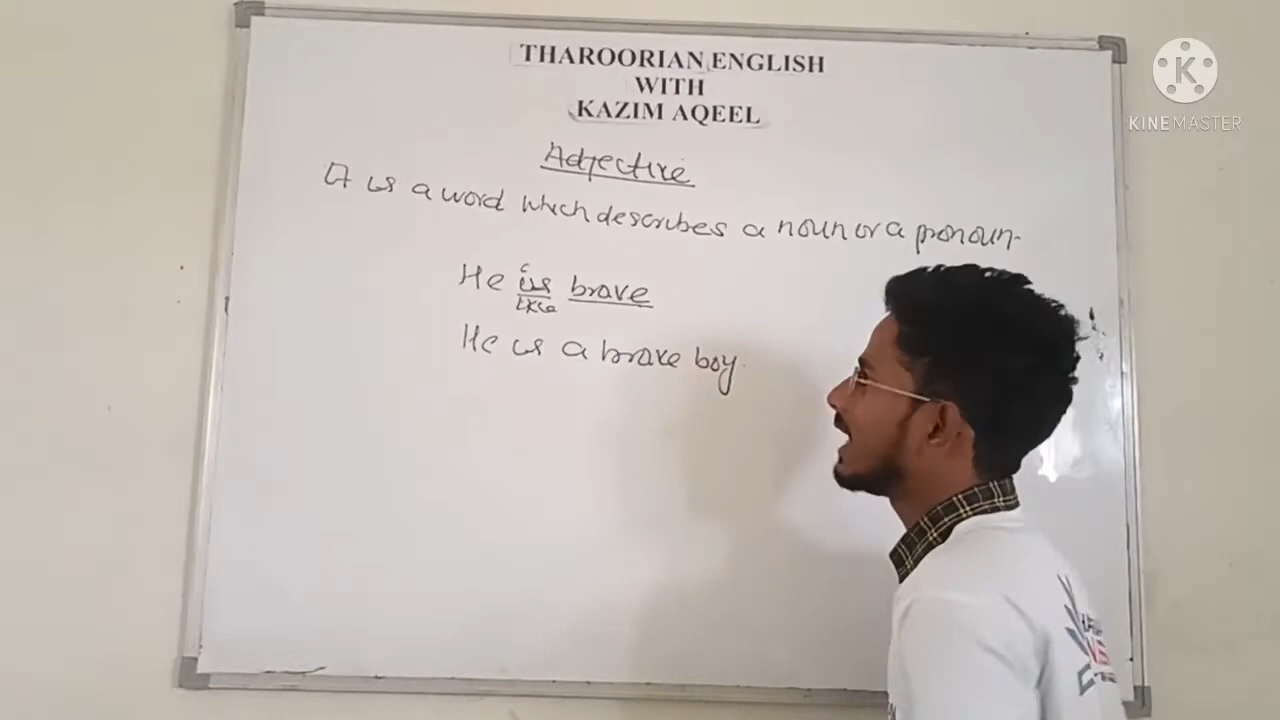 THAROORIAN ENGLISH
WITH
KAZIM AQEEL
KINEMASTER
Adjective
It is a word which describes a noun or a pronoun.
He is brave
He is a brave boy.